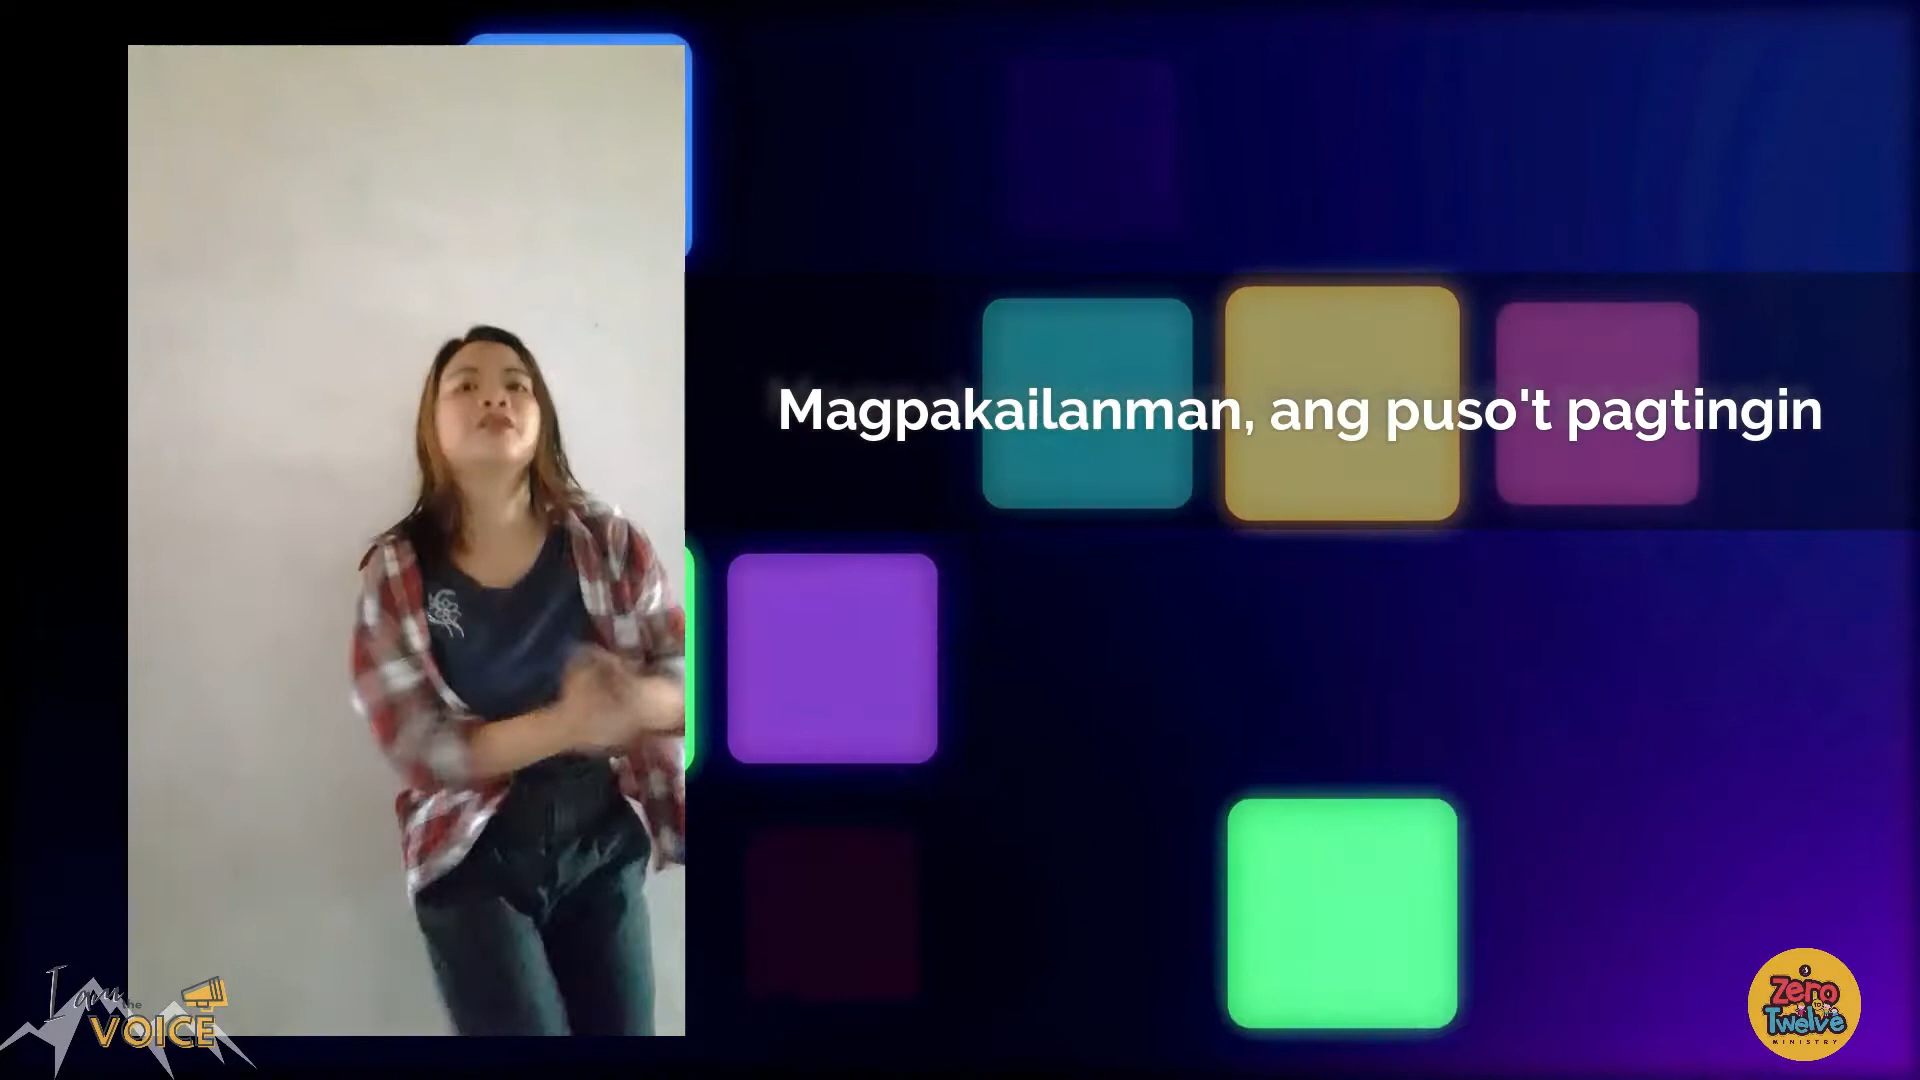 Magpakailanman, ang puso't pagtingin
I am the
VOICE
Zero
TO
Twelve
MINISTRY